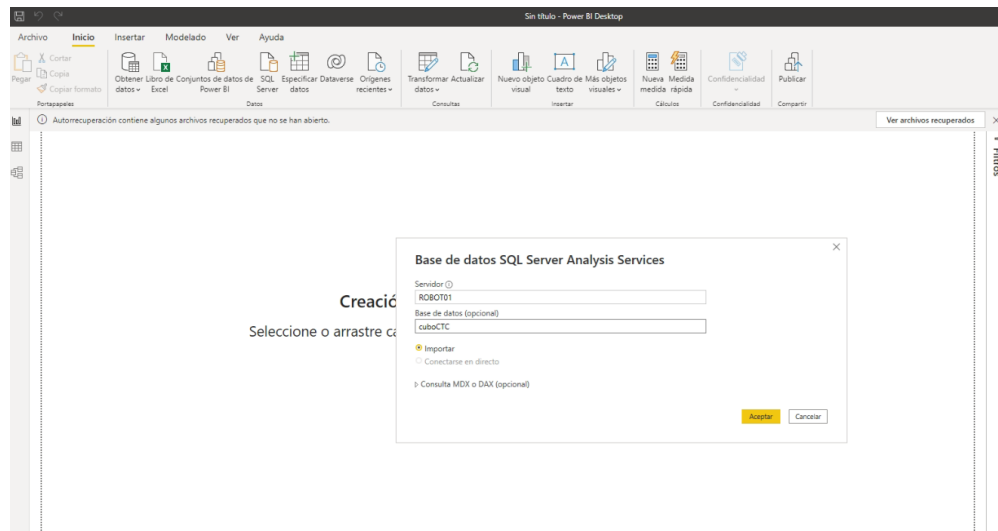 Sin título - Power BI Desktop
Archivo Inicio Insertar Modelado Ver Ayuda
Pegar
Cortar
Copia
Copiar formato
Portapapeles
Obtener datos
Libro de Excel
Conjuntos de datos de Power BI
SQL Server
Especificar datos
Dataverse
Orígenes recientes
Datos
Transformar datos
Actualizar
Consultas
Nuevo objeto visual
Cuadro de texto
Más objetos visuales
Insertar
Nueva medida
Medida rápida
Cálculos
Confidencialidad
Confidencialidad
Publicar
Compartir
Autorrecuperación contiene algunos archivos recuperados que no se han abierto.
Ver archivos recuperados
Filtros
Creació
Seleccione o arrastre ca
Base de datos SQL Server Analysis Services
Servidor
ROBOT01
Base de datos (opcional)
cuboCTC
Importar
Conectarse en directo
Consulta MDX o DAX (opcional)
Aceptar
Cancelar